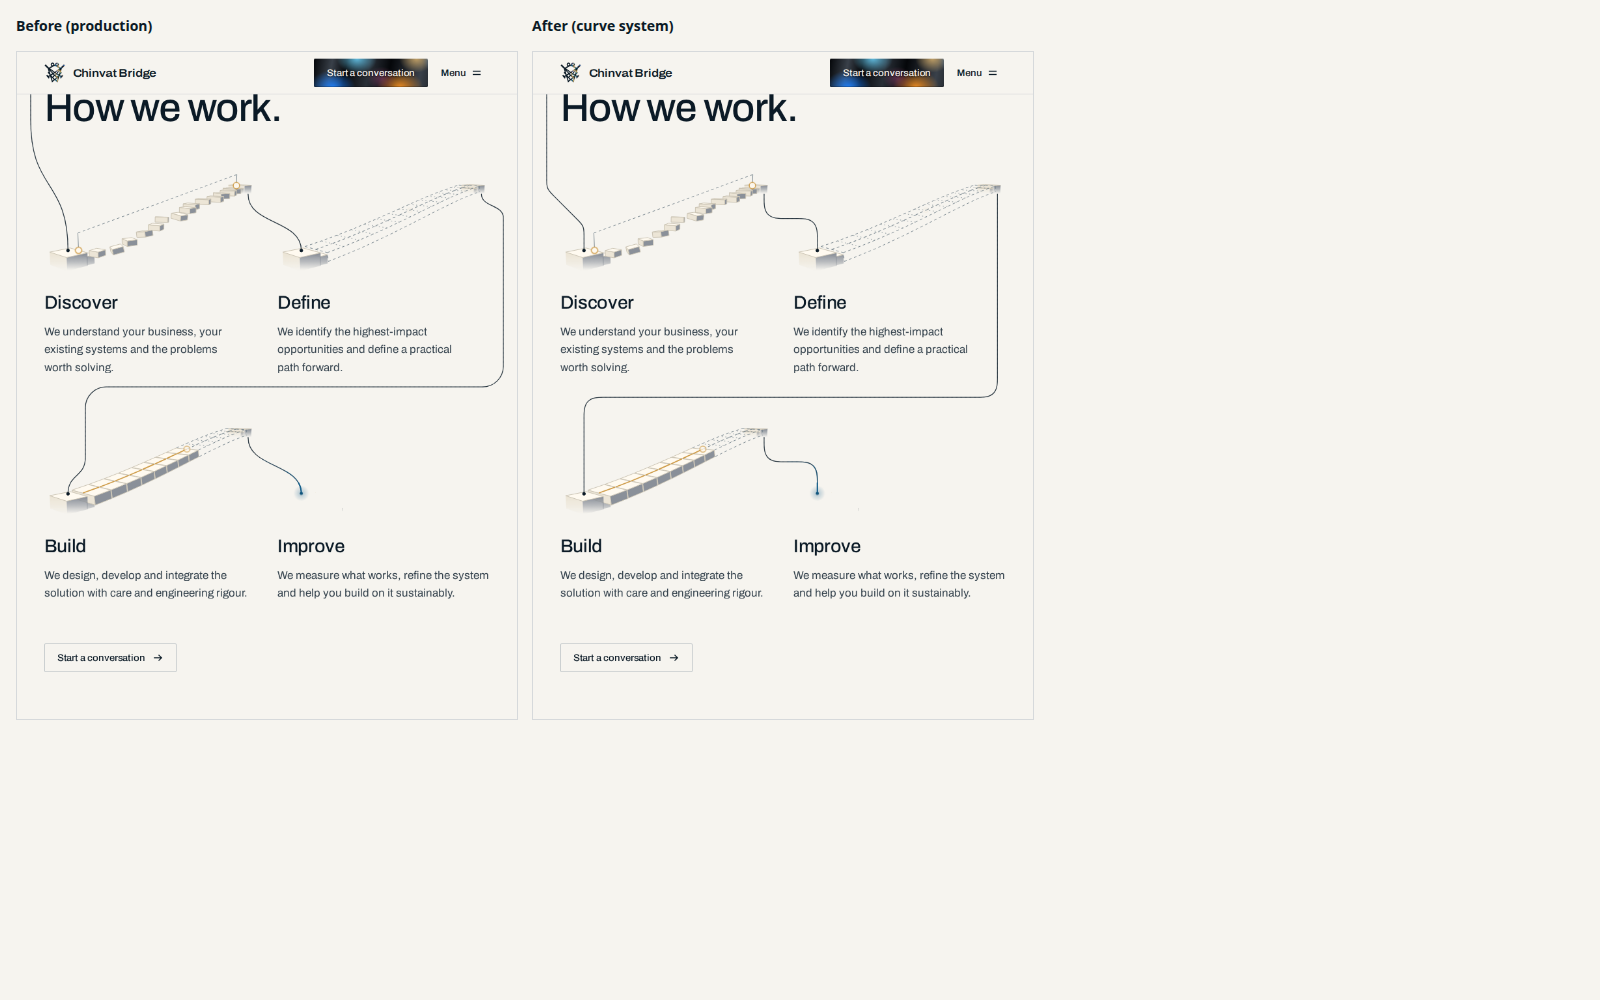 Before (production)
Chinvat Bridge
Start a conversation
Menu
How we work.
Discover
We understand your business, your
existing systems and the problems
worth solving.
Define
We identify the highest-impact
opportunities and define a practical
path forward.
Build
We design, develop and integrate the
solution with care and engineering rigour.
Improve
We measure what works, refine the system
and help you build on it sustainably.
Start a conversation →
After (curve system)
Chinvat Bridge
Start a conversation
Menu
How we work.
Discover
We understand your business, your
existing systems and the problems
worth solving.
Define
We identify the highest-impact
opportunities and define a practical
path forward.
Build
We design, develop and integrate the
solution with care and engineering rigour.
Improve
We measure what works, refine the system
and help you build on it sustainably.
Start a conversation →